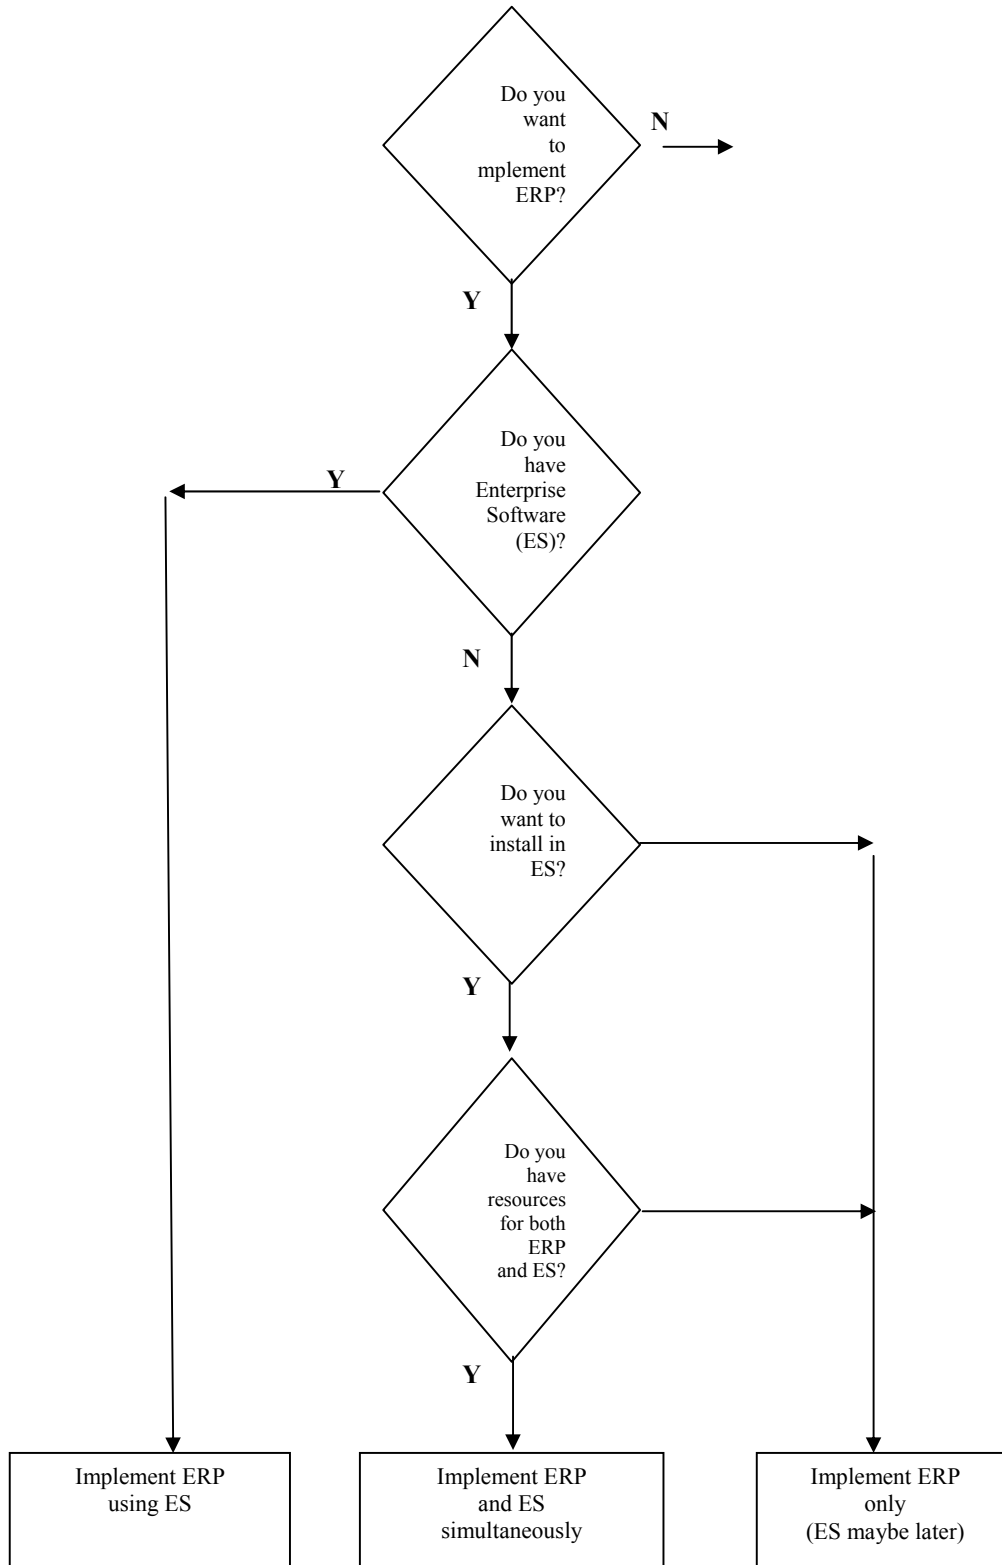 Do you
want
to
mplement
ERP?
N
Y
Do you
have
Enterprise
Software
(ES)?
Y
N
Do you
want to
install in
ES?
Y
Do you
have
resources
for both
ERP
and ES?
Y
Implement ERP
using ES
Implement ERP
and ES
simultaneously
Implement ERP
only
(ES maybe later)